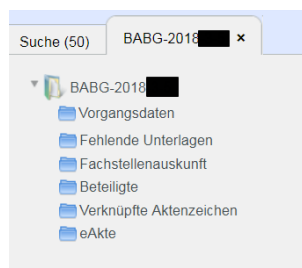 Suche (50) BABG-2018 ×
BABG-2018
Vorgangsdaten
Fehlende Unterlagen
Fachstellenauskunft
Beteiligte
Verknüpfte Aktenzeichen
eAkte